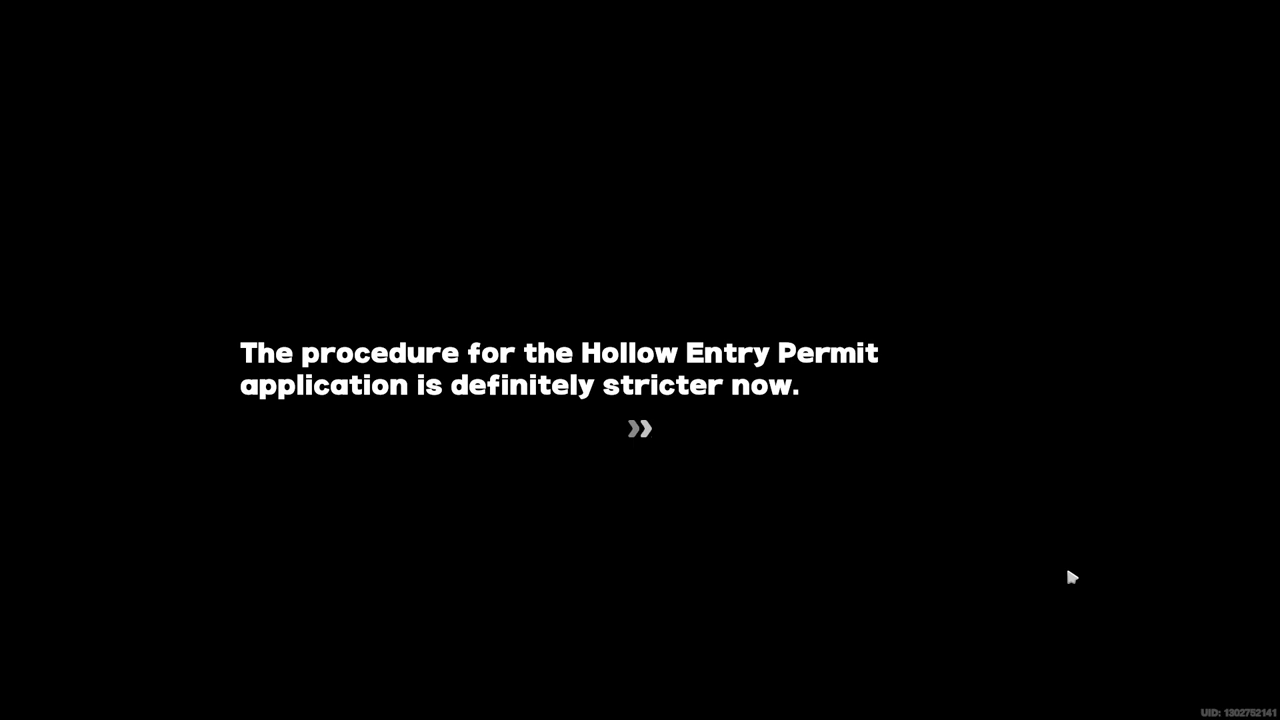 The procedure for the Hollow Entry Permit
application is definitely stricter now.
UID: 1302752141